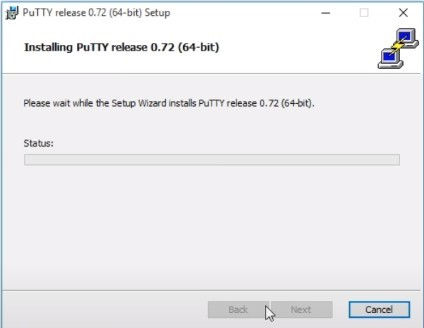 PuTTY release 0.72 (64-bit) Setup
Installing PuTTY release 0.72 (64-bit)
Please wait while the Setup Wizard installs PuTTY release 0.72 (64-bit).
Status:
Back
Next
Cancel